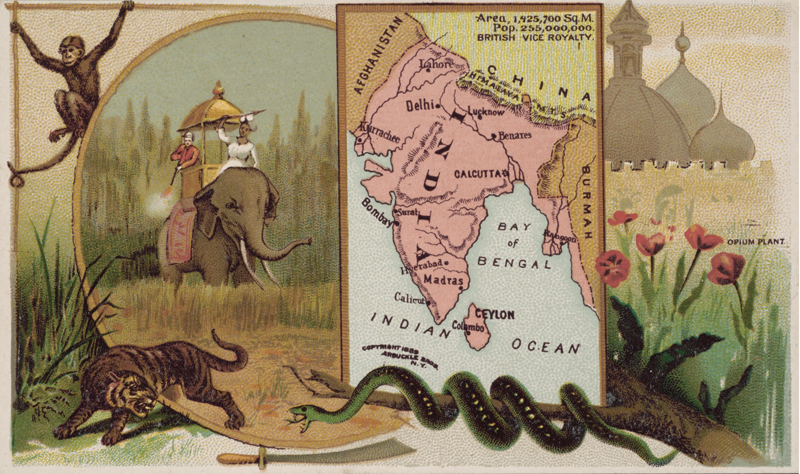 Area, 1,425,700 Sq. M.
Pop. 255,000,000.
BRITISH VICE ROYALTY.
AFGHANISTAN
CHINA
HIMALAYA MTS
Lahore
Delhi
Lucknow
Kurrachee
Benares
INDIA
CALCUTTA
BURMAH
Bombay
Surat
BAY
of
BENGAL
Rangoon
OPIUM PLANT.
Hyderabad
Madras
Calicut
CEYLON
Colombo
INDIAN OCEAN
COPYRIGHT 1889
ARBUCKLE BROS.
N.Y.